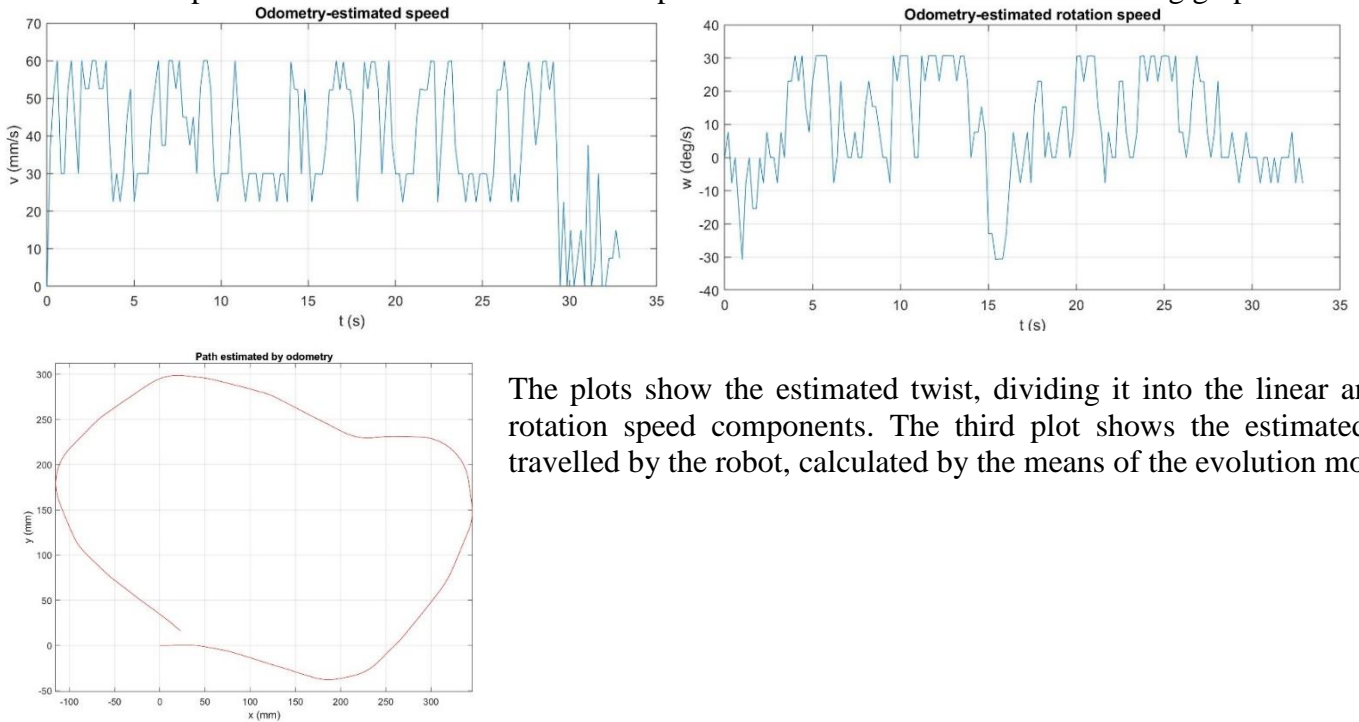 Odometry-estimated speed
70
60
50
40
30
20
10
0
v (mm/s)
0 5 10 15 20 25 30 35
t (s)
Odometry-estimated rotation speed
40
30
20
10
0
-10
-20
-30
-40
w (deg/s)
0 5 10 15 20 25 30 35
t (s)
Path estimated by odometry
300
250
200
150
100
50
0
-50
y (mm)
-100 -50 0 50 100 150 200 250 300
x (mm)
The plots show the estimated twist, dividing it into the linear
rotation speed components. The third plot shows the estimated
travelled by the robot, calculated by the means of the evolution